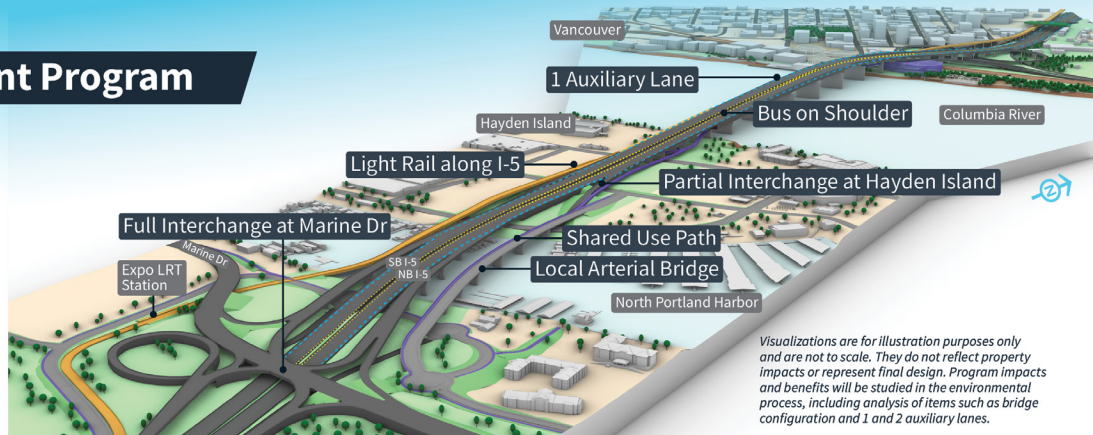 nt Program
Vancouver
1 Auxiliary Lane
Bus on Shoulder
Columbia River
Hayden Island
Light Rail along I-5
Partial Interchange at Hayden Island
Z
Full Interchange at Marine Dr
Shared Use Path
Marine Dr
SB I-5
NB I-5
Local Arterial Bridge
Expo LRT
Station
North Portland Harbor
Visualizations are for illustration purposes only
and are not to scale. They do not reflect property
impacts or represent final design. Program impacts
and benefits will be studied in the environmental
process, including analysis of items such as bridge
configuration and 1 and 2 auxiliary lanes.